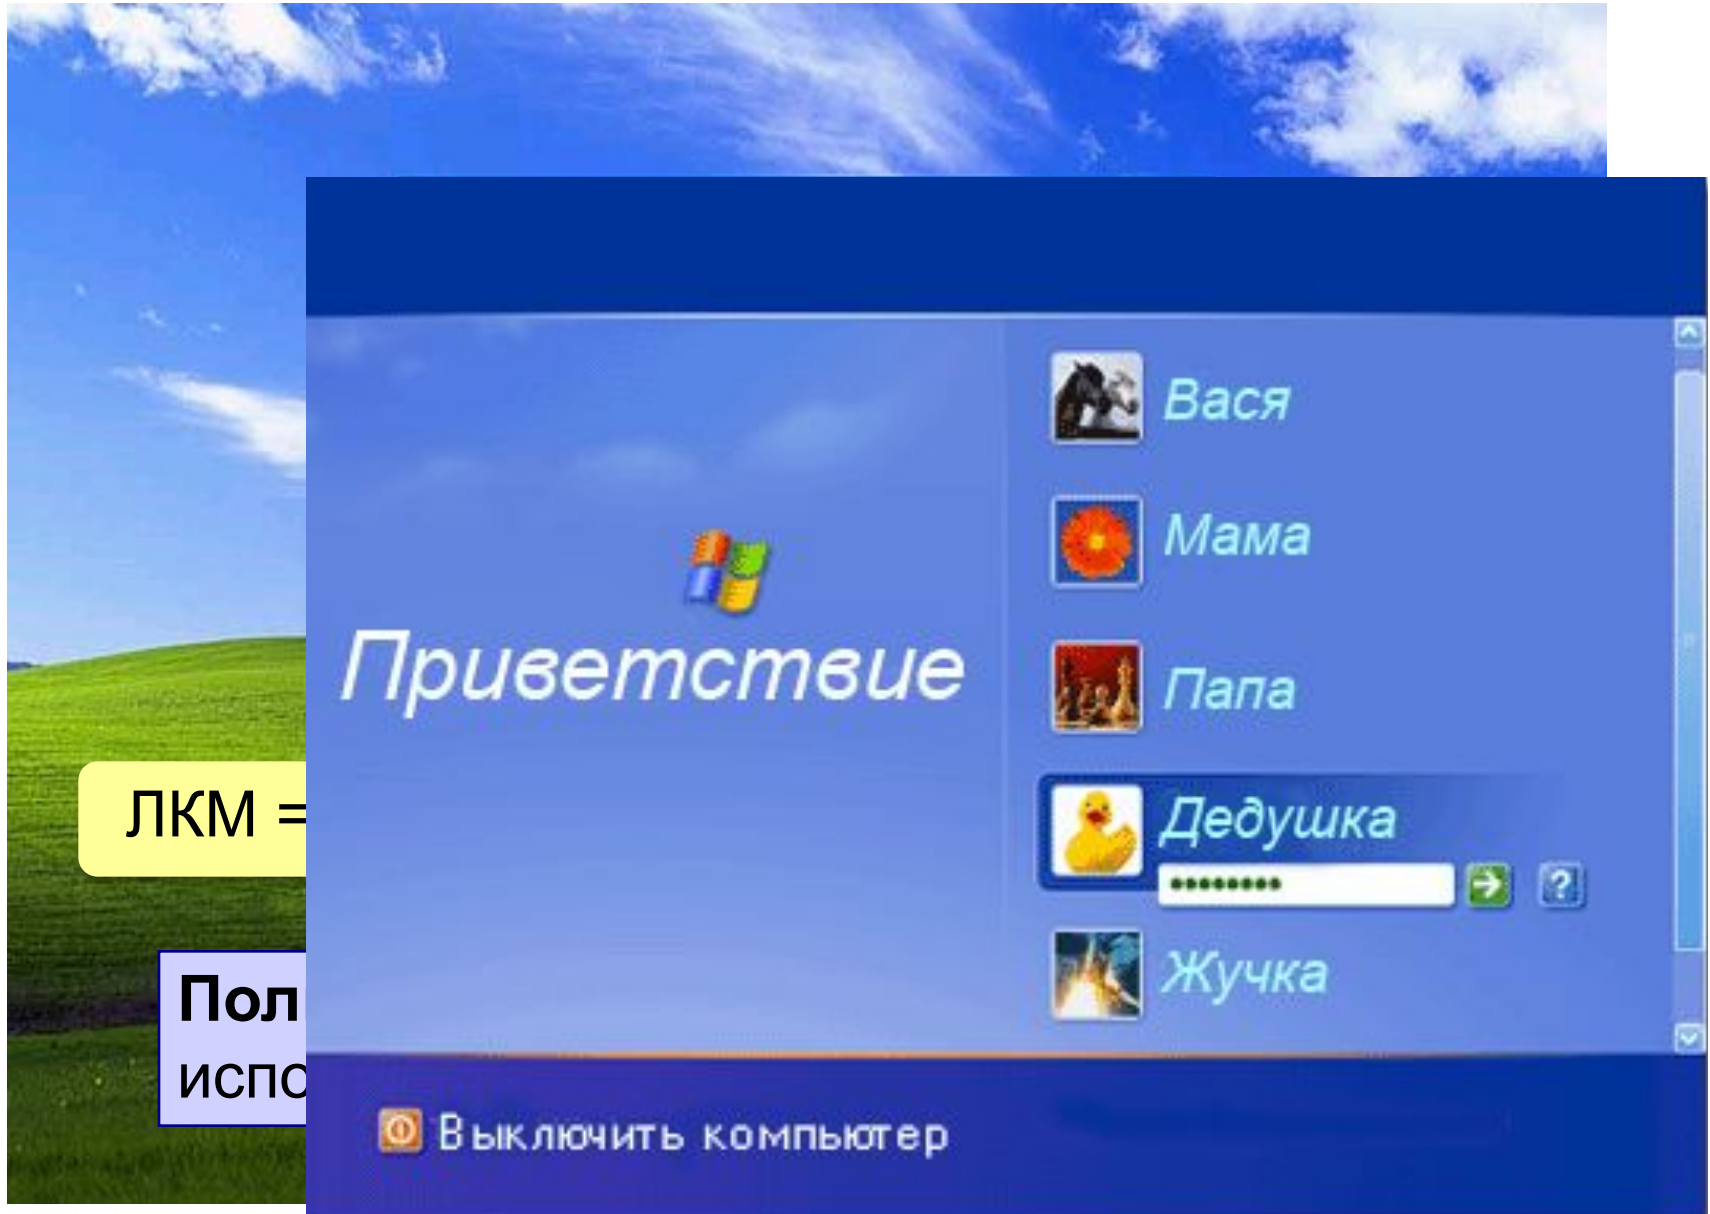 Вася
Мама
Приветствие
Папа
ЛКМ =
Дедушка
••••••••
?
Жучка
Пол
испо
Выключить компьютер